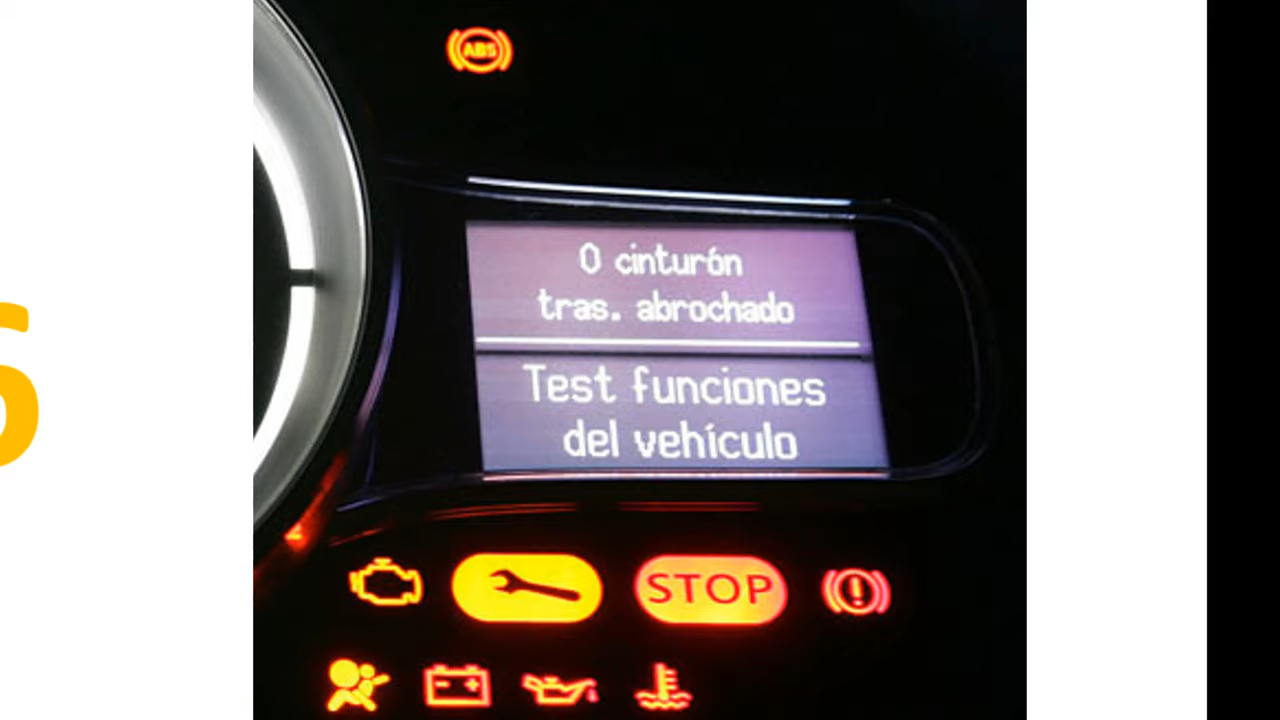 ABS
0 cinturón
tras. abrochado
Test funciones
del vehículo
STOP